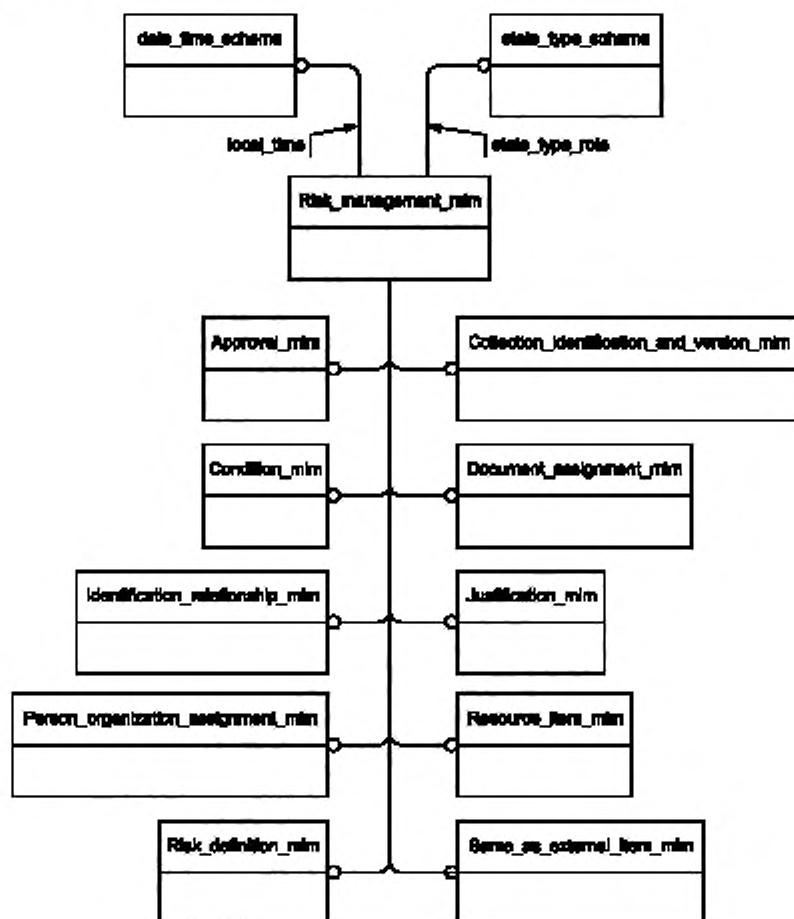 date_time_schema
state_type_schema
local_time
state_type_role
Risk_management_mim
Approval_mim
Collection_identification_and_version_mim
Condition_mim
Document_assignment_mim
Identification_relationship_mim
Justification_mim
Person_organization_assignment_mim
Resource_item_mim
Risk_definition_mim
Same_as_external_item_mim